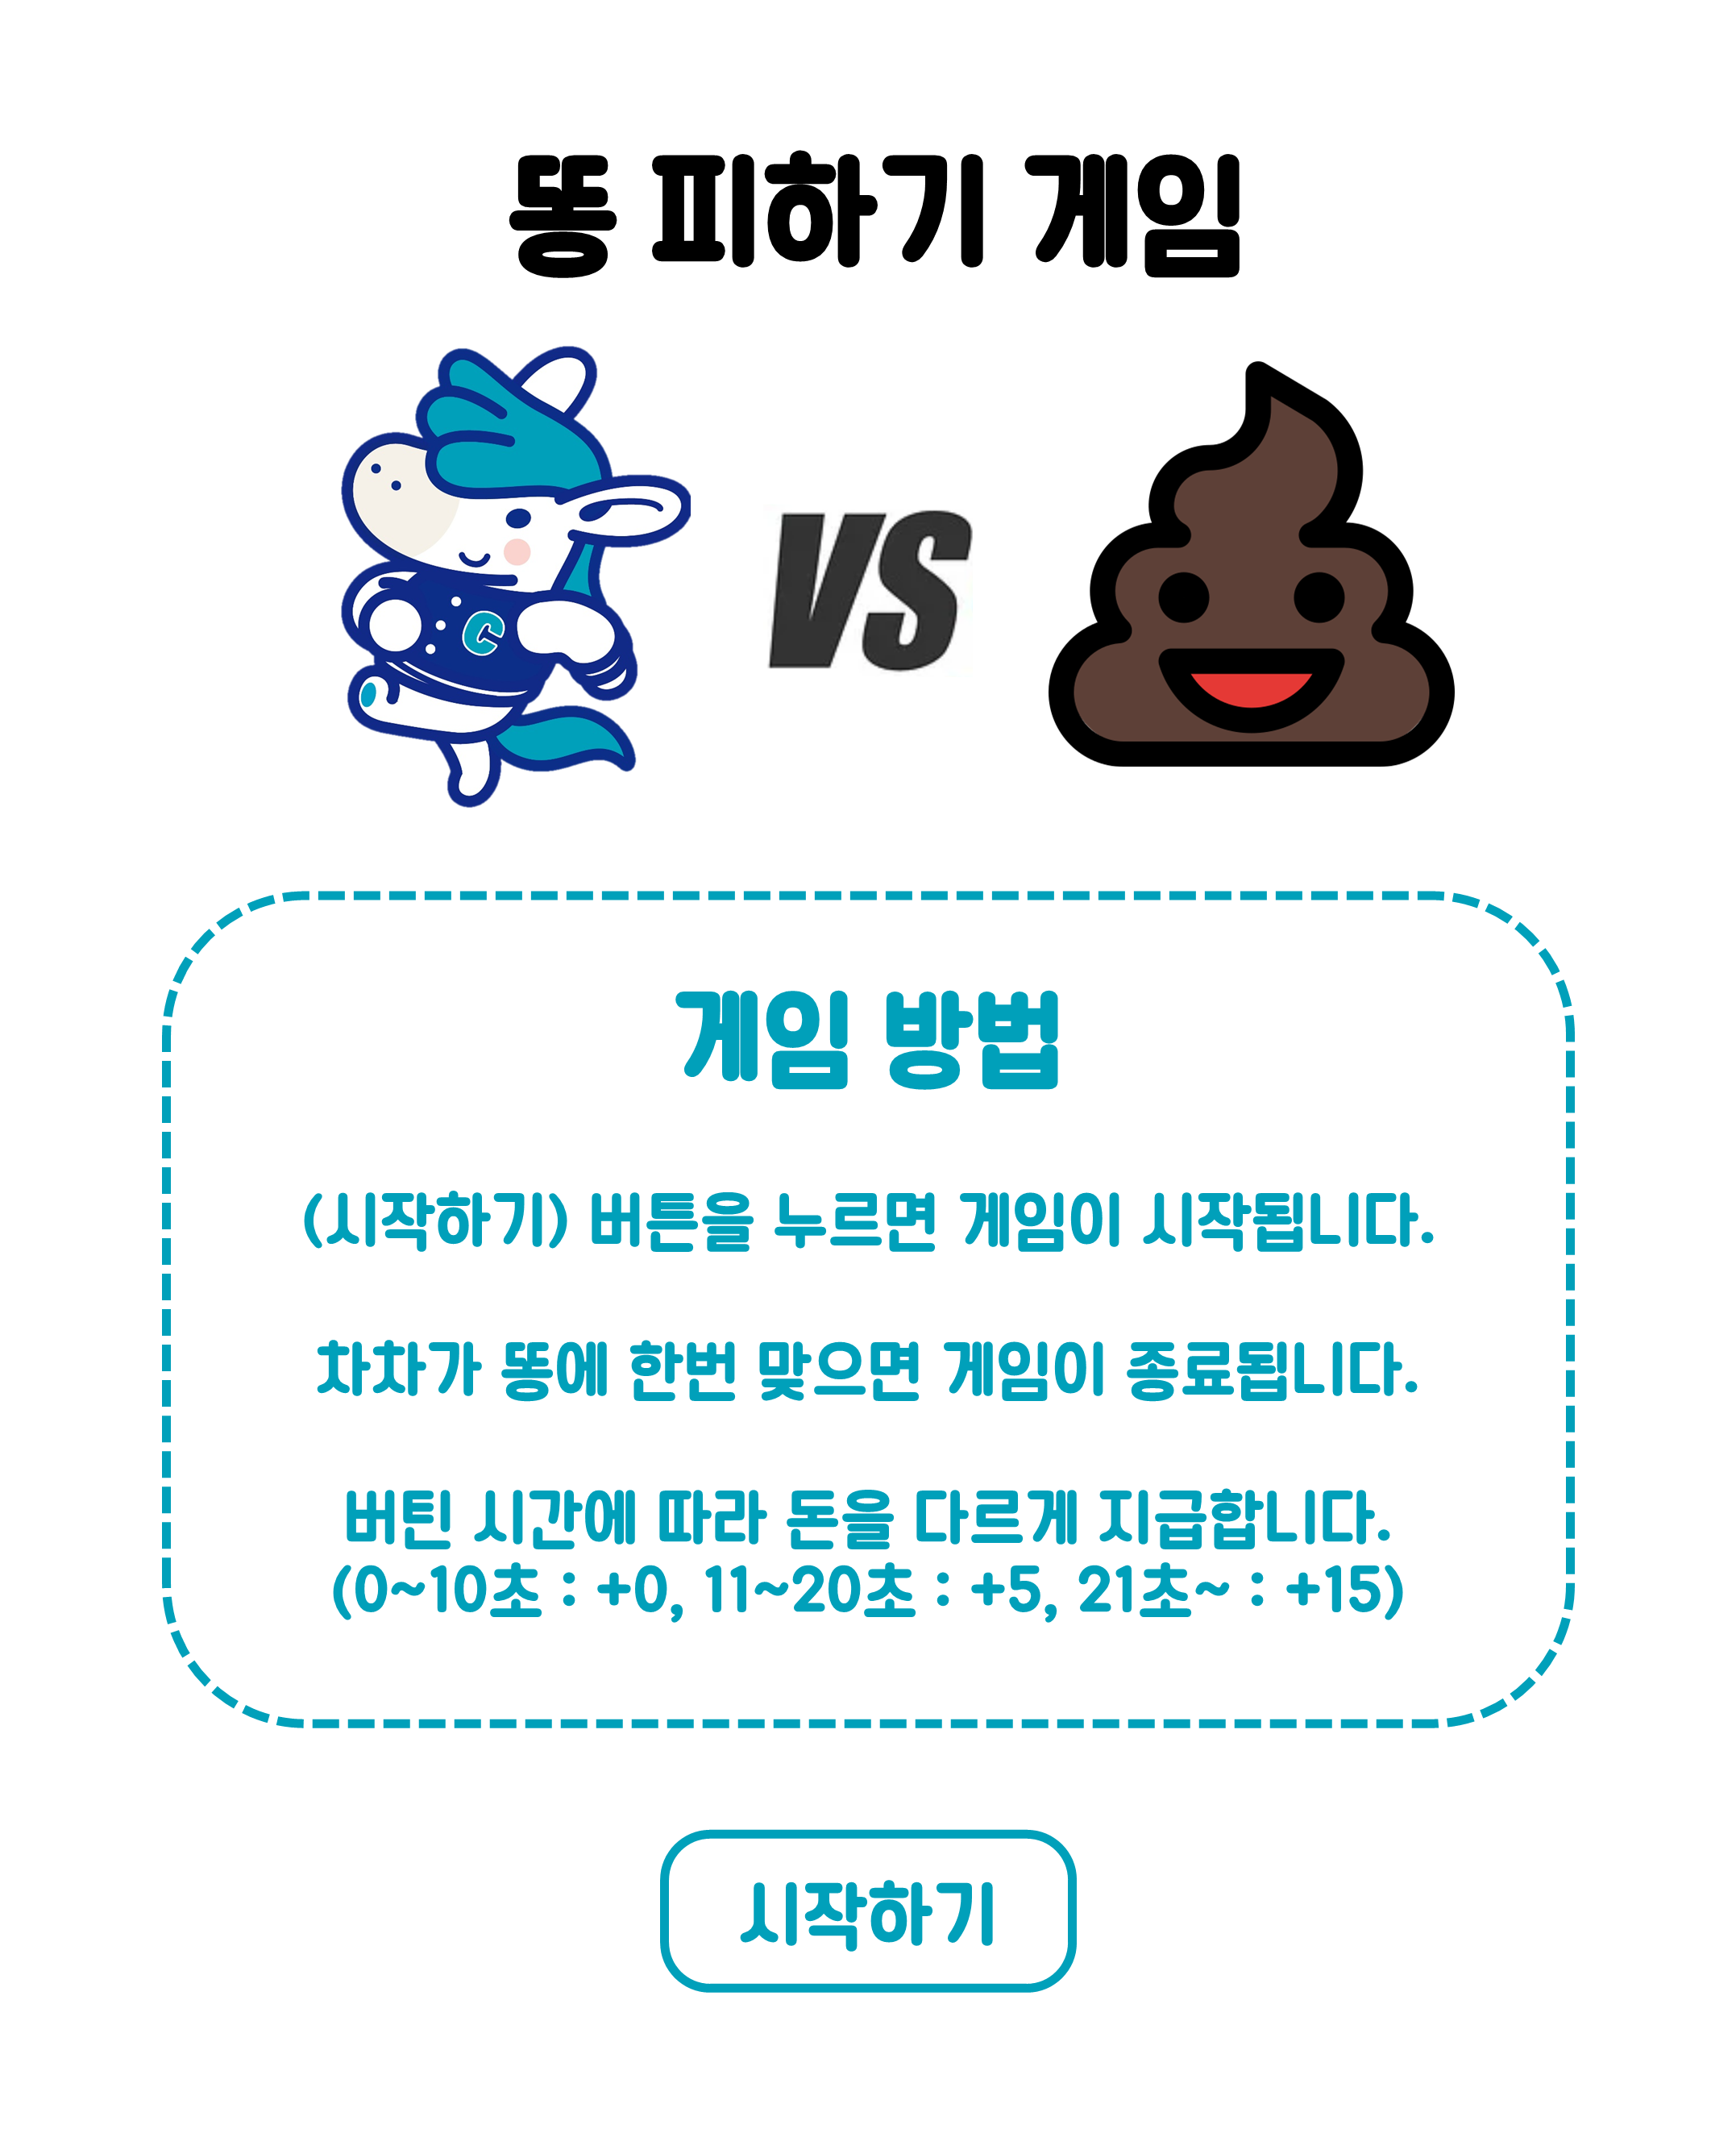 똥 피하기 게임
C
VS
게임 방법
(시작하기) 버튼을 누르면 게임이 시작됩니다.
차차가 똥에 한번 맞으면 게임이 종료됩니다.
버틴 시간에 따라 돈을 다르게 지급합니다.
(0~10초 : +0, 11~20초 : +5, 21초~ : +15)
시작하기